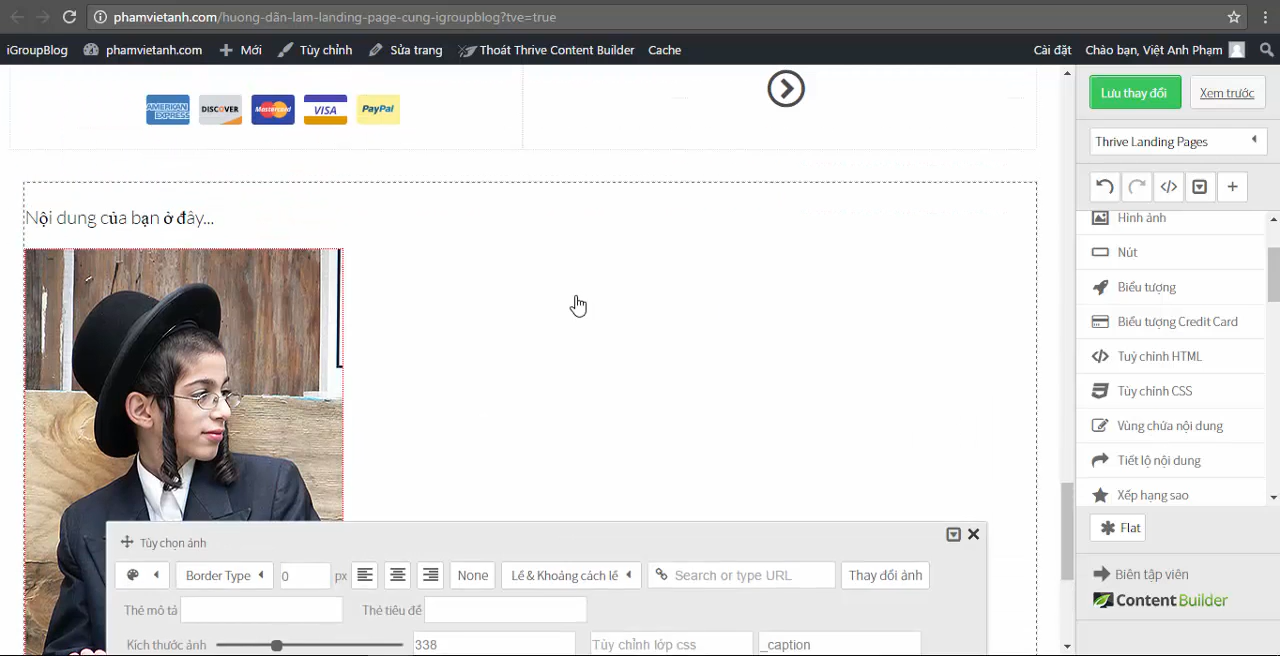 phamvietanh.com/huong-dẫn-lam-landing-page-cung-igroupblog?tve=true
iGroupBlog phamvietanh.com Mới Tùy chỉnh Sửa trang Thoát Thrive Content Builder Cache Cài đặt Chào bạn, Việt Anh Phạm
AMERICAN EXPRESS DISCOVER MasterCard VISA PayPal
Lưu thay đổi Xem trước
Thrive Landing Pages
Nội dung của bạn ở đây...
Hình ảnh
Nút
Biểu tượng
Biểu tượng Credit Card
Tuỳ chỉnh HTML
Tùy chỉnh CSS
Vùng chứa nội dung
Tiết lộ nội dung
Xếp hạng sao
Flat
Biên tập viên
Content Builder
Tùy chọn ảnh
Border Type 0 px None Lề & Khoảng cách lề Search or type URL Thay đổi ảnh
Thẻ mô tả Thẻ tiêu đề
Kích thước ảnh 338 Tùy chỉnh lớp css _caption